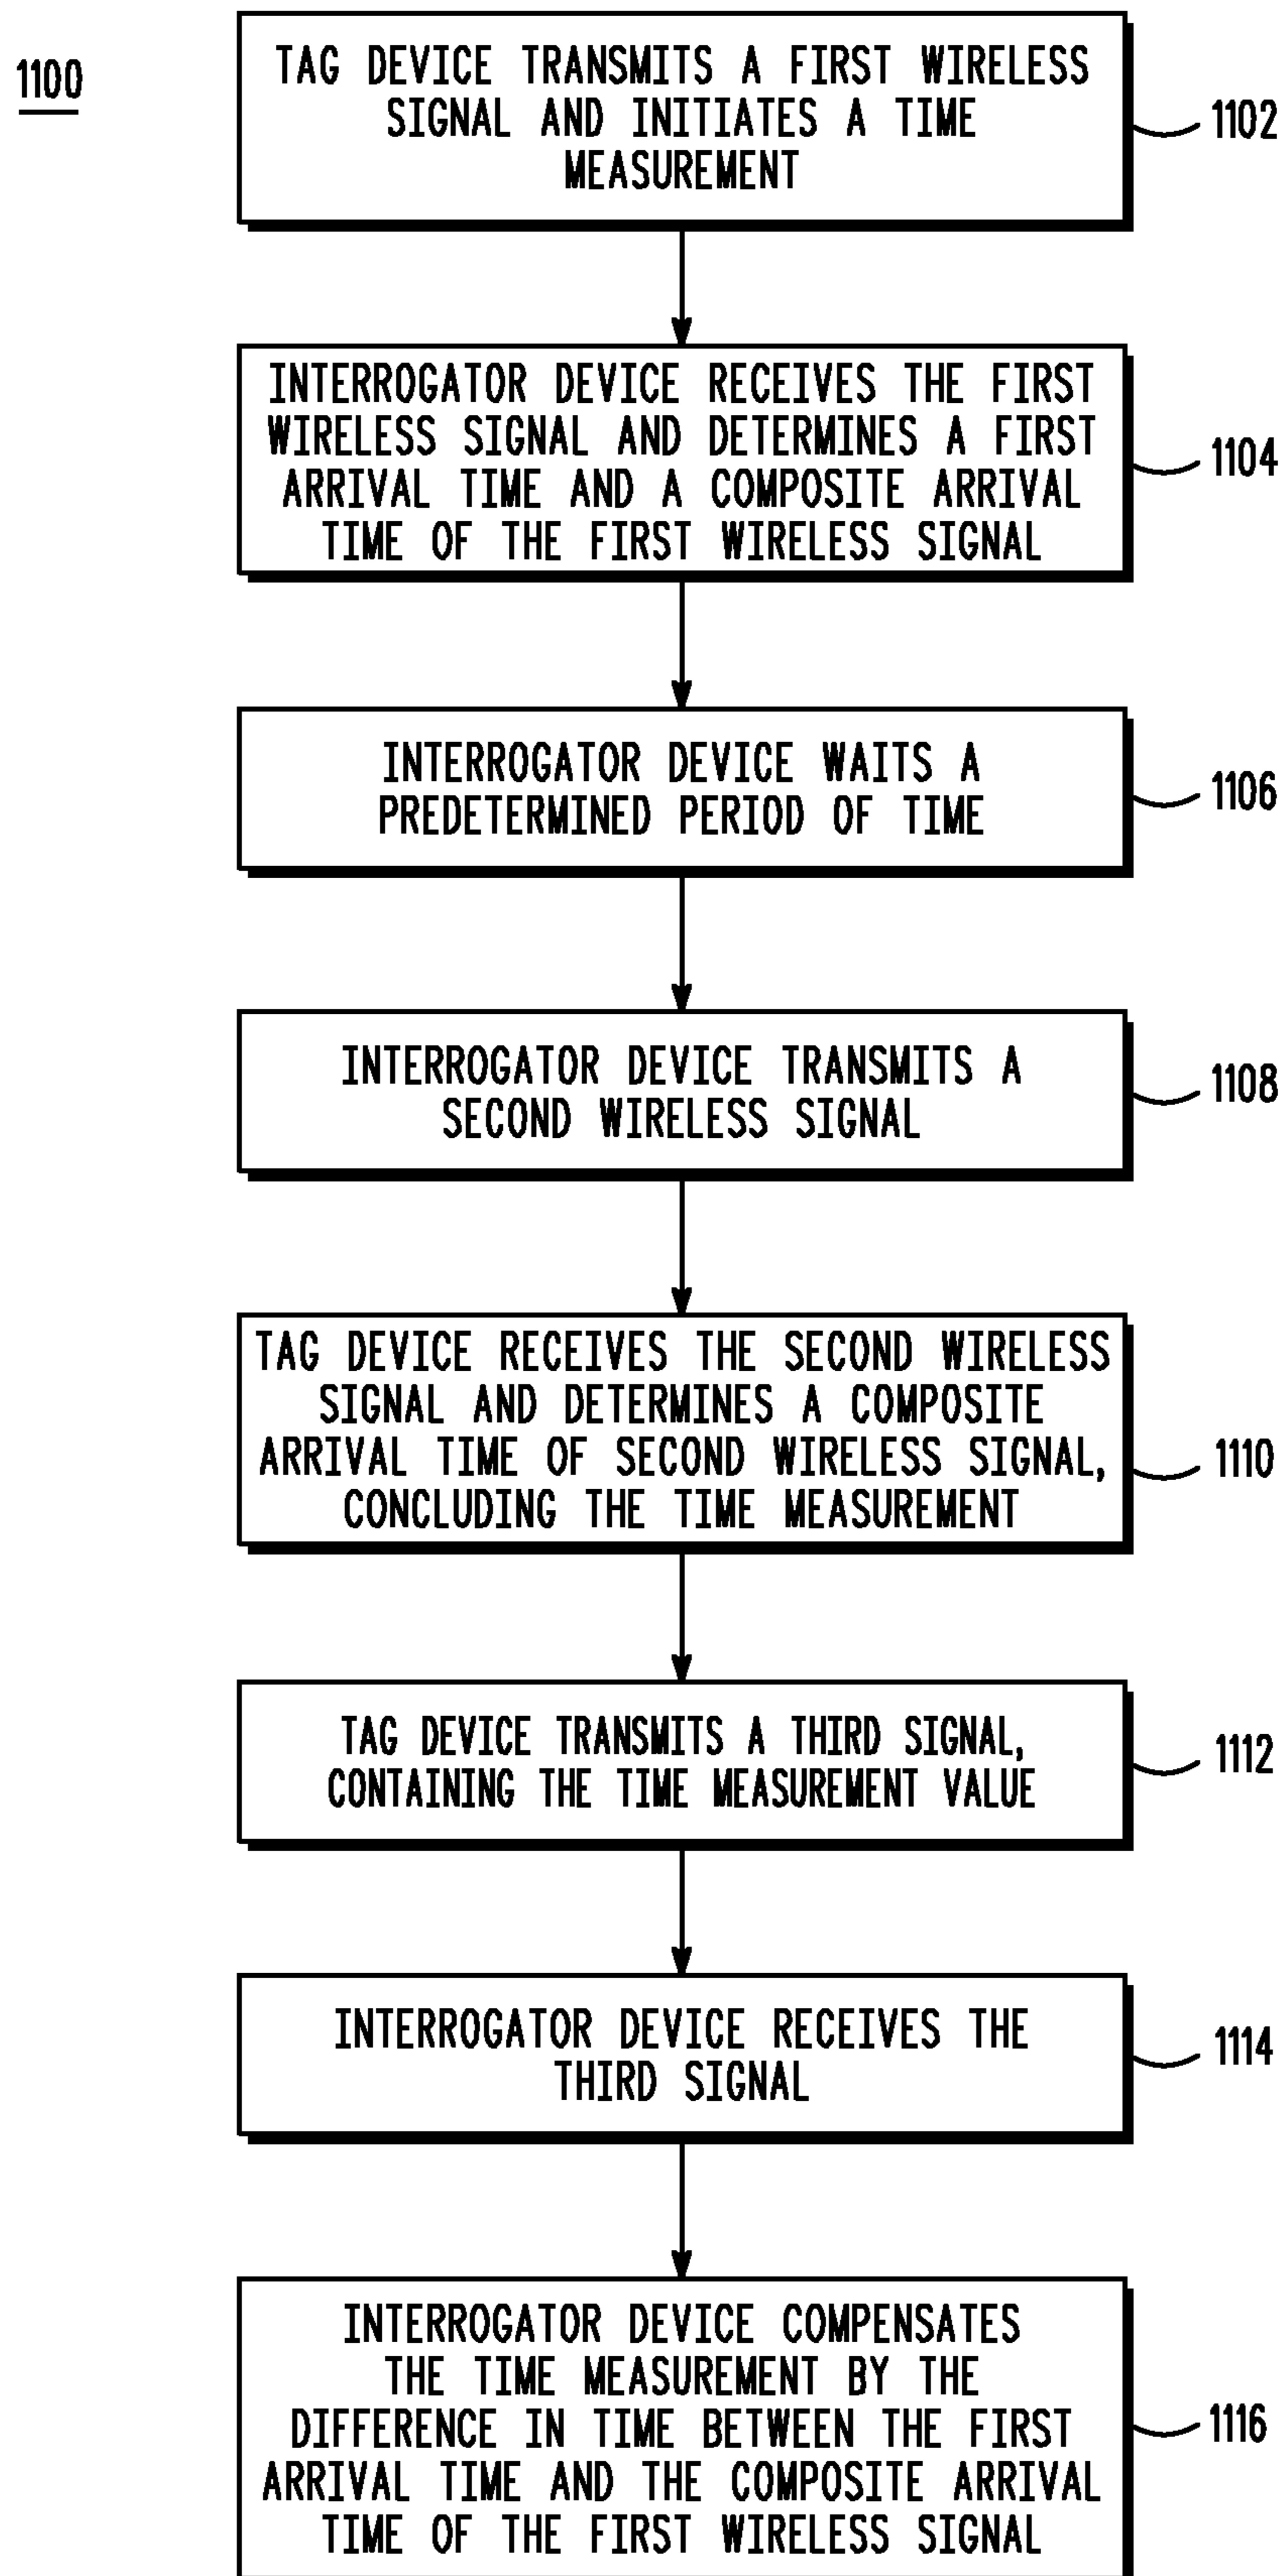 1100
TAG DEVICE TRANSMITS A FIRST WIRELESS
SIGNAL AND INITIATES A TIME
MEASUREMENT
1102
INTERROGATOR DEVICE RECEIVES THE FIRST
WIRELESS SIGNAL AND DETERMINES A FIRST
ARRIVAL TIME AND A COMPOSITE ARRIVAL
TIME OF THE FIRST WIRELESS SIGNAL
1104
INTERROGATOR DEVICE WAITS A
PREDETERMINED PERIOD OF TIME
1106
INTERROGATOR DEVICE TRANSMITS A
SECOND WIRELESS SIGNAL
1108
TAG DEVICE RECEIVES THE SECOND WIRELESS
SIGNAL AND DETERMINES A COMPOSITE
ARRIVAL TIME OF SECOND WIRELESS SIGNAL,
CONCLUDING THE TIME MEASUREMENT
1110
TAG DEVICE TRANSMITS A THIRD SIGNAL,
CONTAINING THE TIME MEASUREMENT VALUE
1112
INTERROGATOR DEVICE RECEIVES THE
THIRD SIGNAL
1114
INTERROGATOR DEVICE COMPENSATES
THE TIME MEASUREMENT BY THE
DIFFERENCE IN TIME BETWEEN THE FIRST
ARRIVAL TIME AND THE COMPOSITE ARRIVAL
TIME OF THE FIRST WIRELESS SIGNAL
1116